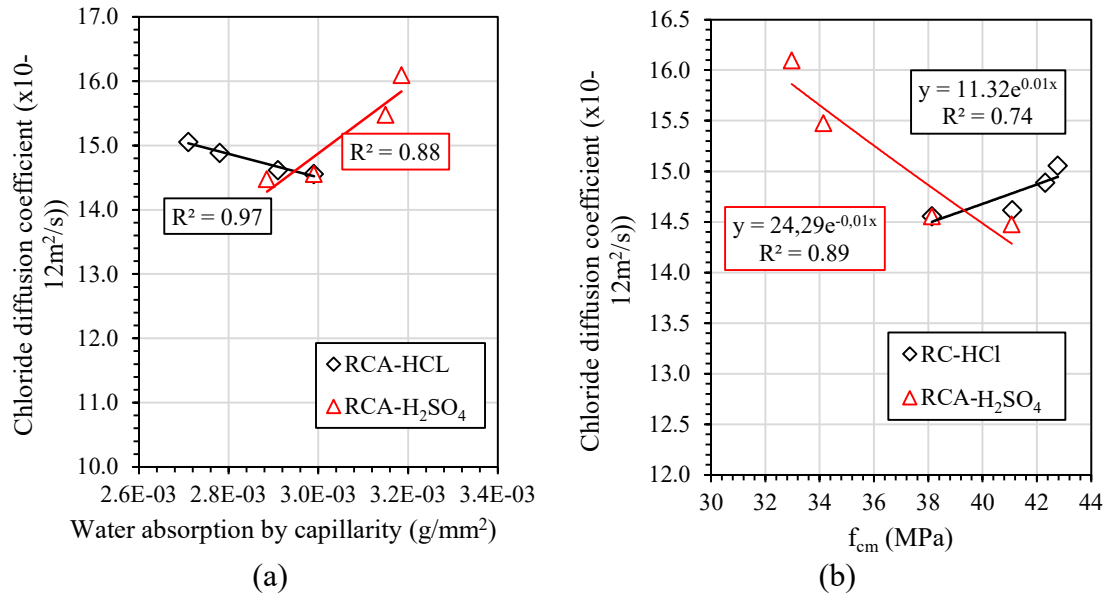 Chloride diffusion coefficient (x10-
12m²/s))
17.0
16.0
15.0
14.0
13.0
12.0
11.0
10.0
R² = 0.88
R² = 0.97
RCA-HCL
RCA-H₂SO₄
2.6E-03 2.8E-03 3.0E-03 3.2E-03 3.4E-03
Water absorption by capillarity (g/mm²)
(a)
Chloride diffusion coefficient (x10-
12m²/s))
16.5
16.0
15.5
15.0
14.5
14.0
13.5
13.0
12.5
12.0
y = 11.32e^0.01x
R² = 0.74
y = 24,29e^-0,01x
R² = 0.89
RC-HCl
RCA-H₂SO₄
30 32 34 36 38 40 42 44
f_cm (MPa)
(b)